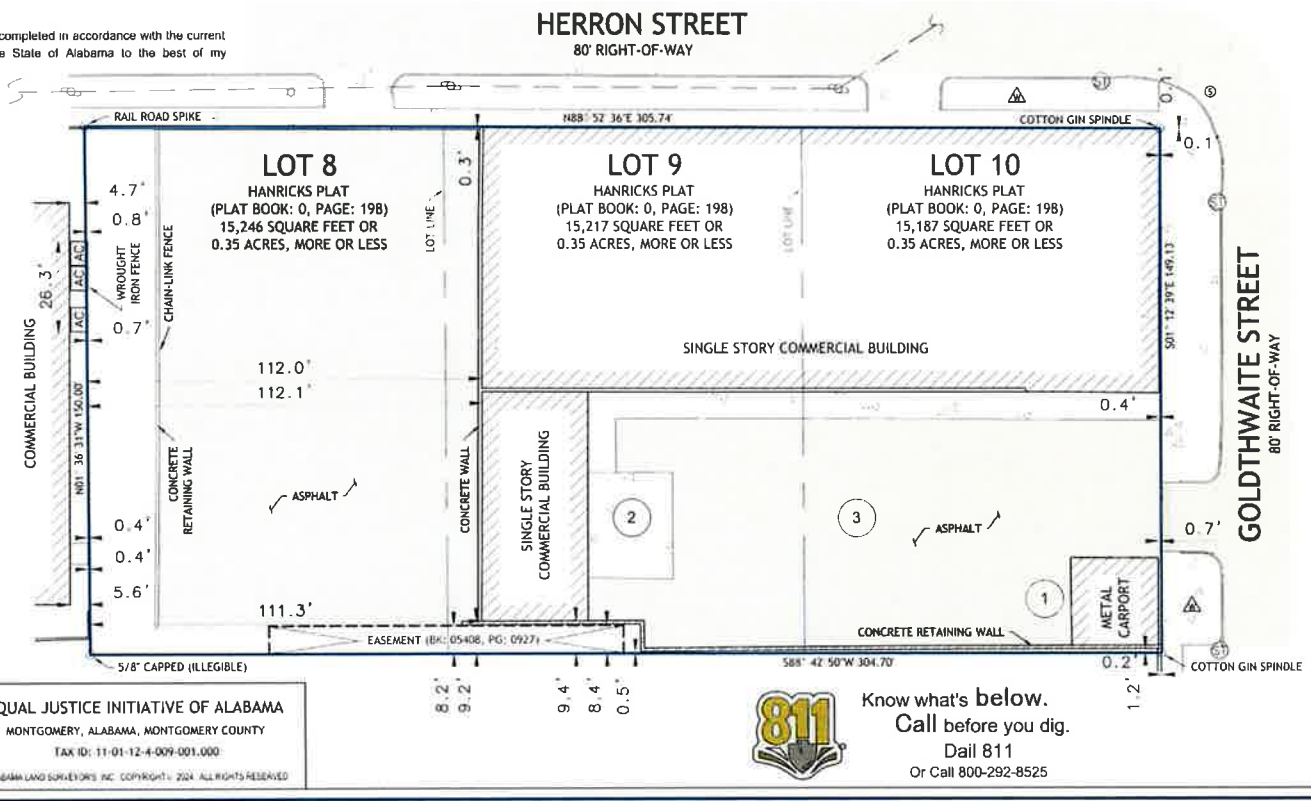 completed in accordance with the current
State of Alabama to the best of my
HERRON STREET
80' RIGHT-OF-WAY
RAIL ROAD SPIKE
N88° 52' 36"E 305.74'
COTTON GIN SPINDLE
0.1'
0.1'
LOT 8
HANRICKS PLAT
(PLAT BOOK: 0, PAGE: 198)
15,246 SQUARE FEET OR
0.35 ACRES, MORE OR LESS
LOT LINE
0.3'
LOT 9
HANRICKS PLAT
(PLAT BOOK: 0, PAGE: 198)
15,217 SQUARE FEET OR
0.35 ACRES, MORE OR LESS
LOT LINE
LOT 10
HANRICKS PLAT
(PLAT BOOK: 0, PAGE: 198)
15,187 SQUARE FEET OR
0.35 ACRES, MORE OR LESS
4.7'
0.8'
AC
AC
AC
26.3'
WROUGHT
IRON FENCE
CHAIN-LINK FENCE
0.7'
COMMERCIAL BUILDING
N01° 36' 31"W 150.00'
S01° 12' 39"E 149.13'
GOLDTHWAITE STREET
80' RIGHT-OF-WAY
SINGLE STORY COMMERCIAL BUILDING
112.0'
112.1'
0.4'
CONCRETE
RETAINING WALL
ASPHALT
CONCRETE WALL
SINGLE STORY
COMMERCIAL BUILDING
2
3
ASPHALT
0.7'
0.4'
0.4'
5.6'
111.3'
1
METAL
CARPORT
EASEMENT (BK: 05408, PG: 0927)
CONCRETE RETAINING WALL
5/8" CAPPED (ILLEGIBLE)
S88° 42' 50"W 304.70'
0.2'
COTTON GIN SPINDLE
8.2'
9.2'
9.4'
8.4'
0.5'
1.2'
QUAL JUSTICE INITIATIVE OF ALABAMA
MONTGOMERY, ALABAMA, MONTGOMERY COUNTY
TAX ID: 11-01-12-4-009-001.000
ABAMA LAND SURVEYORS, INC. COPYRIGHT © 2024 ALL RIGHTS RESERVED
811
Know what's below.
Call before you dig.
Dail 811
Or Call 800-292-8525